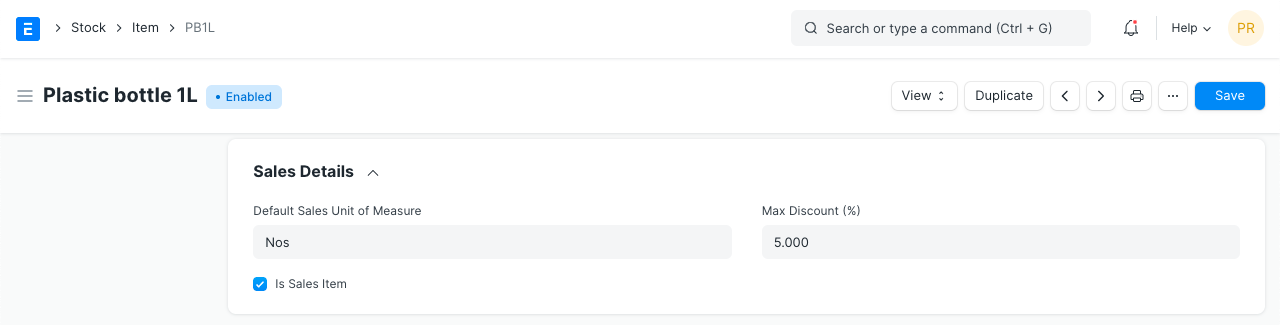 E > Stock > Item > PB1L Search or type a command (Ctrl + G) Help PR
Plastic bottle 1L • Enabled View Duplicate < > ··· Save
Sales Details
Default Sales Unit of Measure Max Discount (%)
Nos 5.000
Is Sales Item